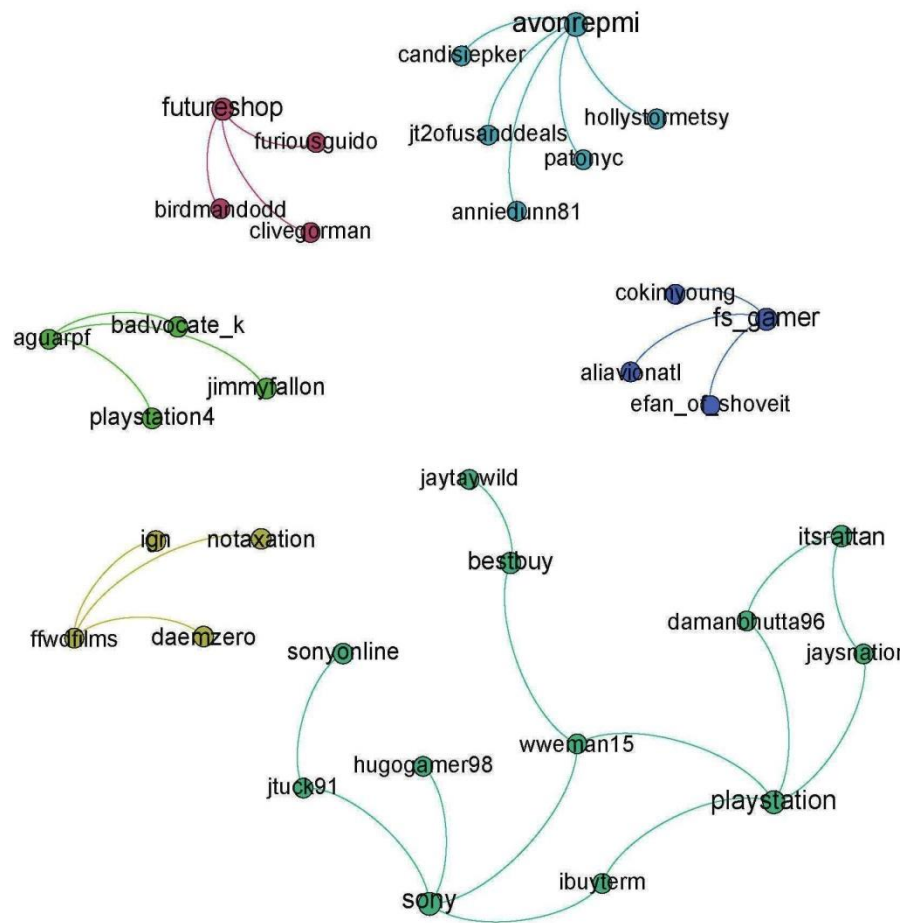 avonrepmi
candisiepker
futureshop
hollystormetsy
furiousguido
jt2ofusanddeals
patonyc
birdmandodd
anniedunn81
clivegorman
cokimyoung
fs_gamer
badvocate_k
aguarpf
aliavionatl
jimmyfallon
efan_of_shoveit
playstation4
jaytaywild
ign
notaxation
itsrattan
bestbuy
damanbhutta96
ffwdfilms
daemzero
sonyonline
jaysnation
wweman15
hugogamer98
jtuck91
playstation
ibuyterm
sony